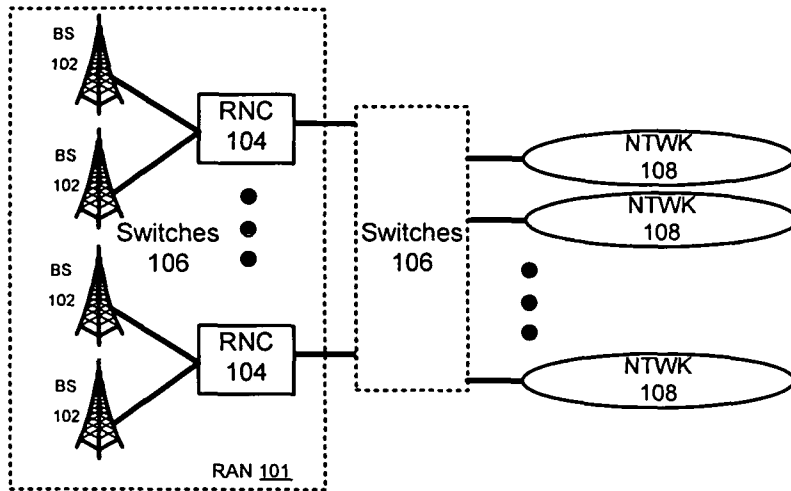 BS
102
RNC
104
BS
102
Switches
106
BS
102
RNC
104
BS
102
RAN 101
Switches
106
NTWK
108
NTWK
108
NTWK
108